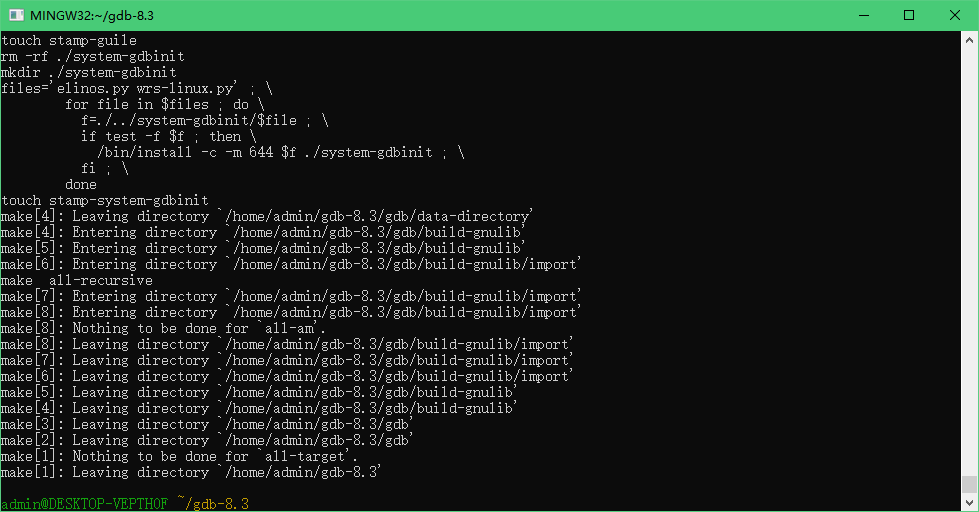 MINGW32:~/gdb-8.3
touch stamp-guile
rm -rf ./system-gdbinit
mkdir ./system-gdbinit
files='elinos.py wrs-linux.py' ; \
        for file in $files ; do \
          f=./../system-gdbinit/$file ; \
          if test -f $f ; then \
            /bin/install -c -m 644 $f ./system-gdbinit ; \
          fi ; \
        done
touch stamp-system-gdbinit
make[4]: Leaving directory `/home/admin/gdb-8.3/gdb/data-directory'
make[4]: Entering directory `/home/admin/gdb-8.3/gdb/build-gnulib'
make[5]: Entering directory `/home/admin/gdb-8.3/gdb/build-gnulib'
make[6]: Entering directory `/home/admin/gdb-8.3/gdb/build-gnulib/import'
make  all-recursive
make[7]: Entering directory `/home/admin/gdb-8.3/gdb/build-gnulib/import'
make[8]: Entering directory `/home/admin/gdb-8.3/gdb/build-gnulib/import'
make[8]: Nothing to be done for `all-am'.
make[8]: Leaving directory `/home/admin/gdb-8.3/gdb/build-gnulib/import'
make[7]: Leaving directory `/home/admin/gdb-8.3/gdb/build-gnulib/import'
make[6]: Leaving directory `/home/admin/gdb-8.3/gdb/build-gnulib/import'
make[5]: Leaving directory `/home/admin/gdb-8.3/gdb/build-gnulib'
make[4]: Leaving directory `/home/admin/gdb-8.3/gdb/build-gnulib'
make[3]: Leaving directory `/home/admin/gdb-8.3/gdb'
make[2]: Leaving directory `/home/admin/gdb-8.3/gdb'
make[1]: Nothing to be done for `all-target'.
make[1]: Leaving directory `/home/admin/gdb-8.3'
admin@DESKTOP-VEPTHOF ~/gdb-8.3